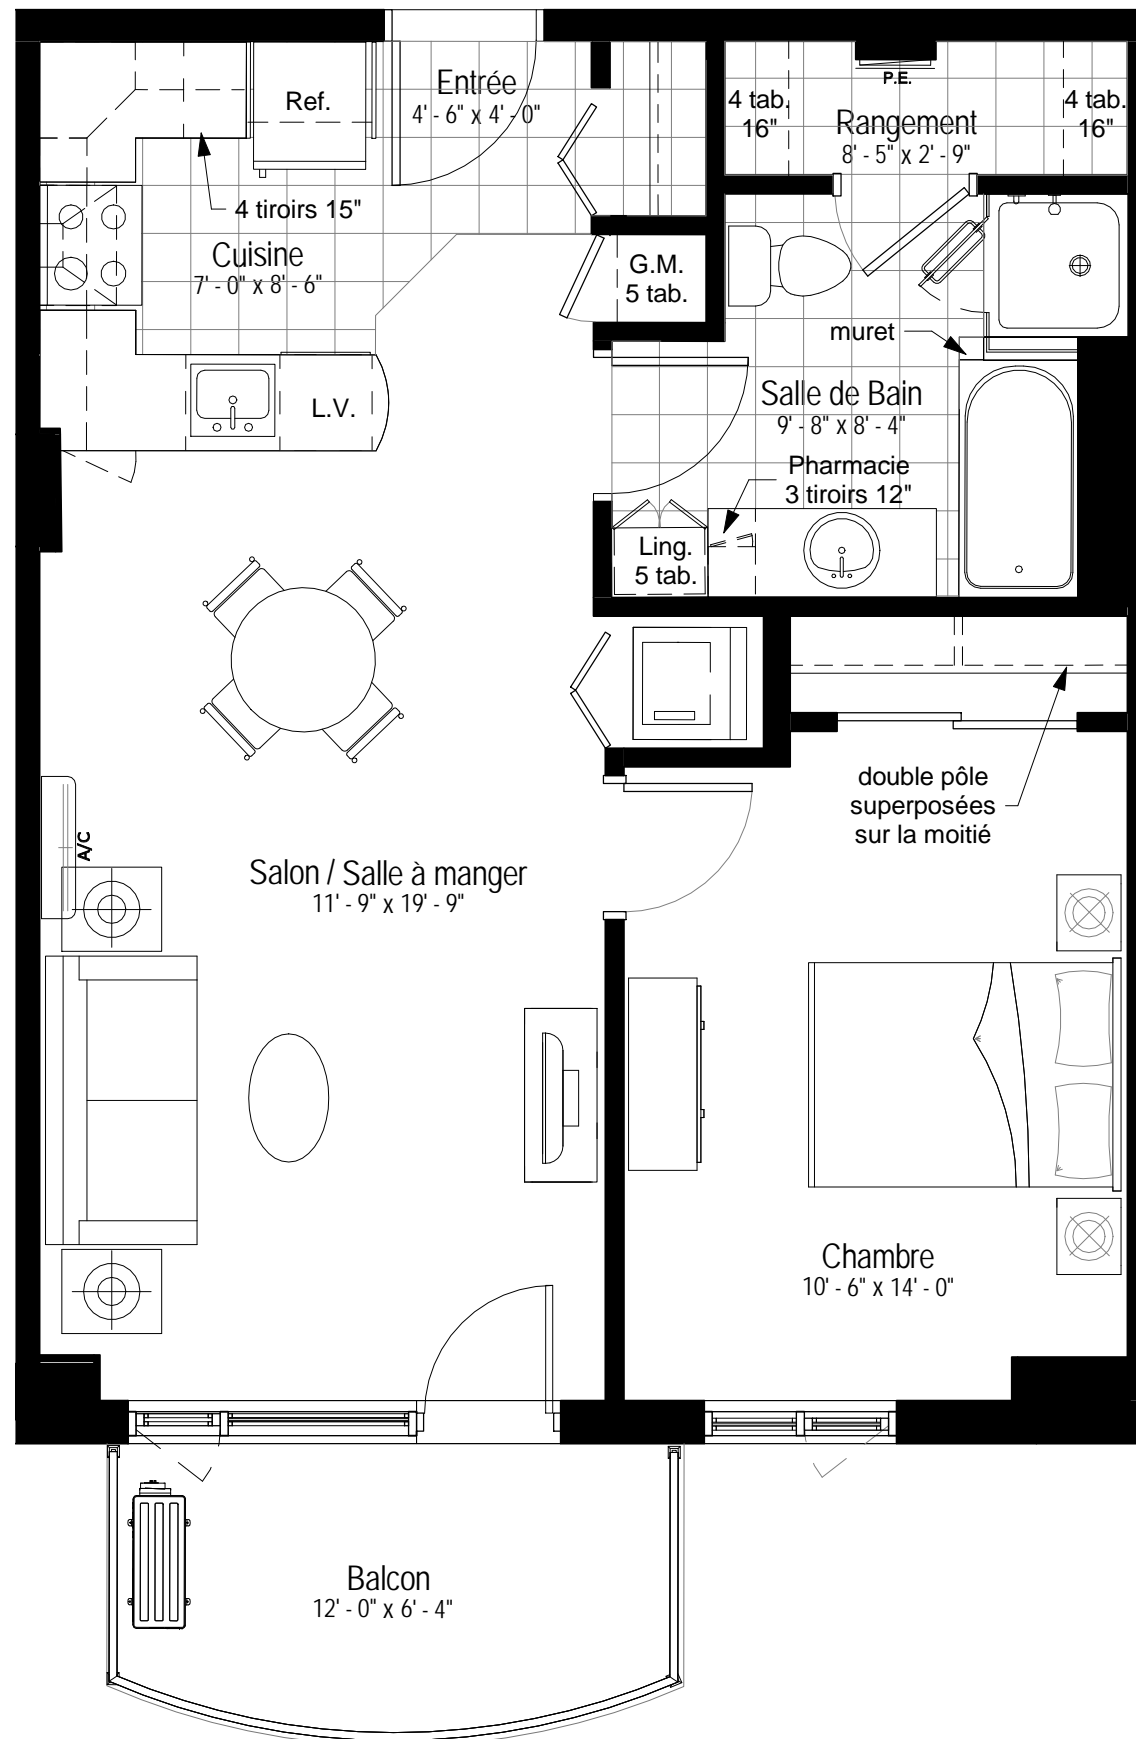 Entrée
4' - 6" x 4' - 0"
Ref.
P.E.
4 tab.
16"
4 tab.
16"
Rangement
8' - 5" x 2' - 9"
4 tiroirs 15"
Cuisine
7' - 0" x 8' - 6"
G.M.
5 tab.
muret
L.V.
Salle de Bain
9' - 8" x 8' - 4"
Pharmacie
3 tiroirs 12"
Ling.
5 tab.
double pôle
superposées
sur la moitié
A/C
Salon / Salle à manger
11' - 9" x 19' - 9"
Chambre
10' - 6" x 14' - 0"
Balcon
12' - 0" x 6' - 4"